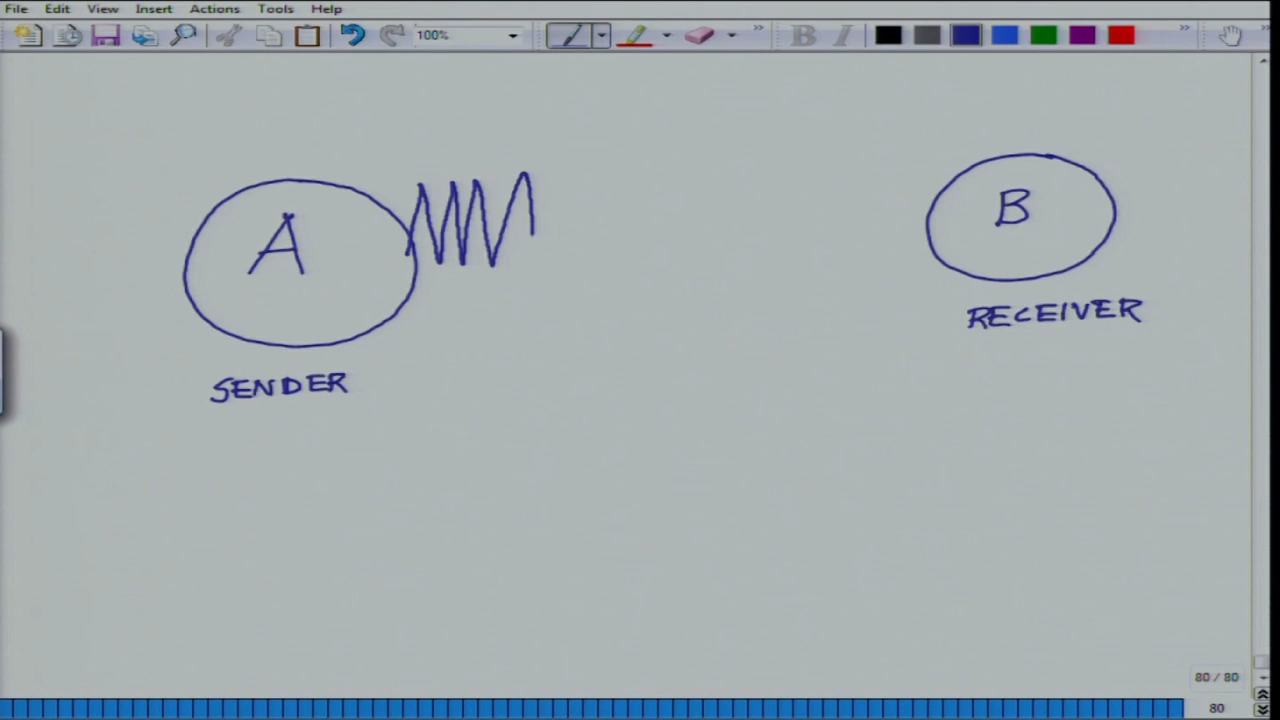 File Edit View Insert Actions Tools Help
100%
B I
A
B
RECEIVER
SENDER
80 / 80
80